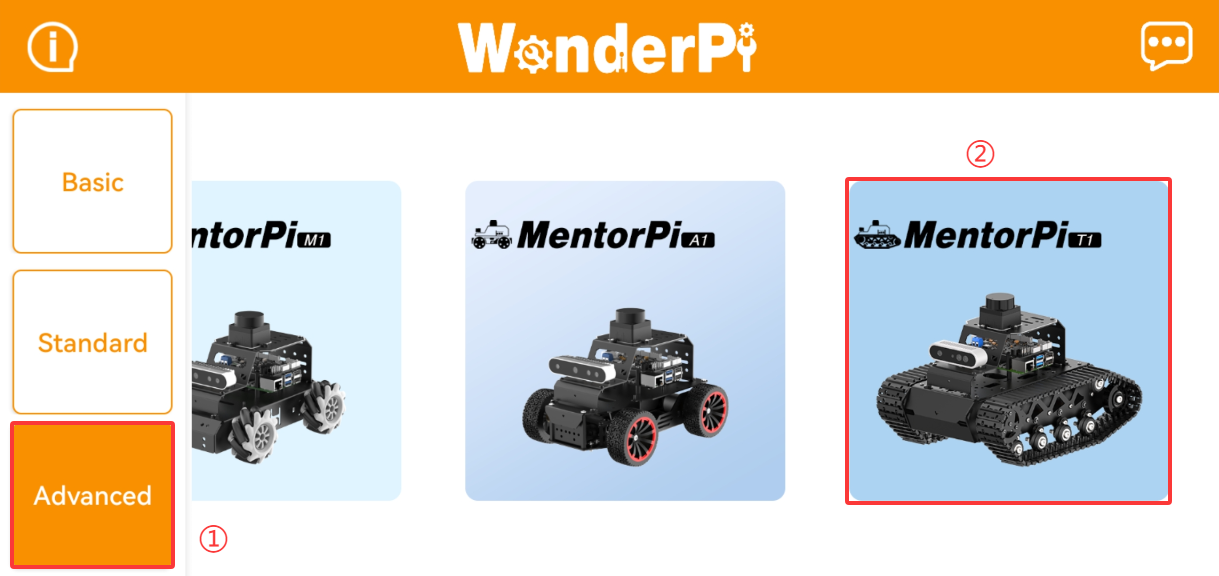 WonderPi
Basic
Standard
Advanced
①
②
ntorPi M1
MentorPi A1
MentorPi T1